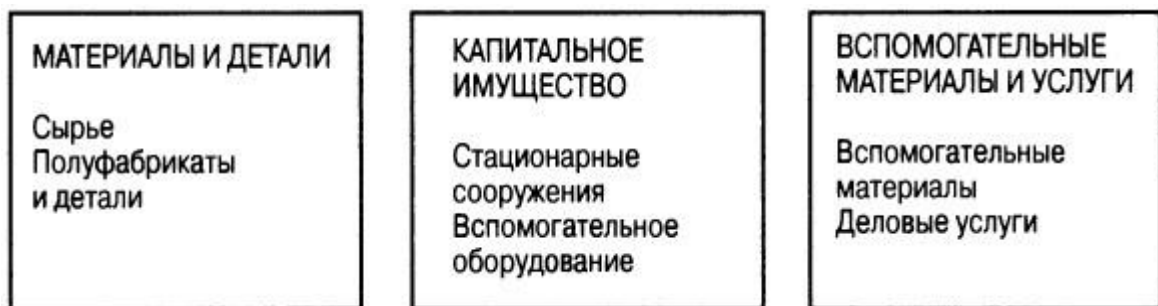 МАТЕРИАЛЫ И ДЕТАЛИ
Сырье
Полуфабрикаты
и детали
КАПИТАЛЬНОЕ
ИМУЩЕСТВО
Стационарные
сооружения
Вспомогательное
оборудование
ВСПОМОГАТЕЛЬНЫЕ
МАТЕРИАЛЫ И УСЛУГИ
Вспомогательные
материалы
Деловые услуги